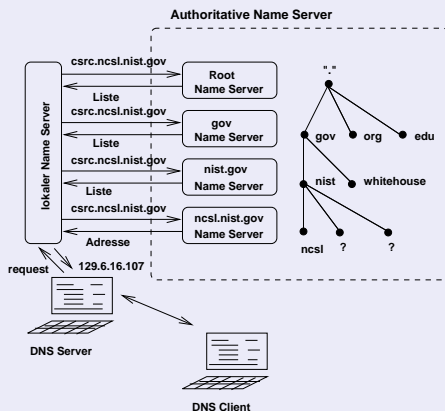 Authoritative Name Server
csrc.ncsl.nist.gov
Root
Name Server
Liste
csrc.ncsl.nist.gov
gov
Name Server
Liste
csrc.ncsl.nist.gov
nist.gov
Name Server
Liste
csrc.ncsl.nist.gov
ncsl.nist.gov
Name Server
Adresse
lokaler Name Server
request
129.6.16.107
DNS Server
DNS Client
"."
gov
org
edu
nist
whitehouse
ncsl
?
?